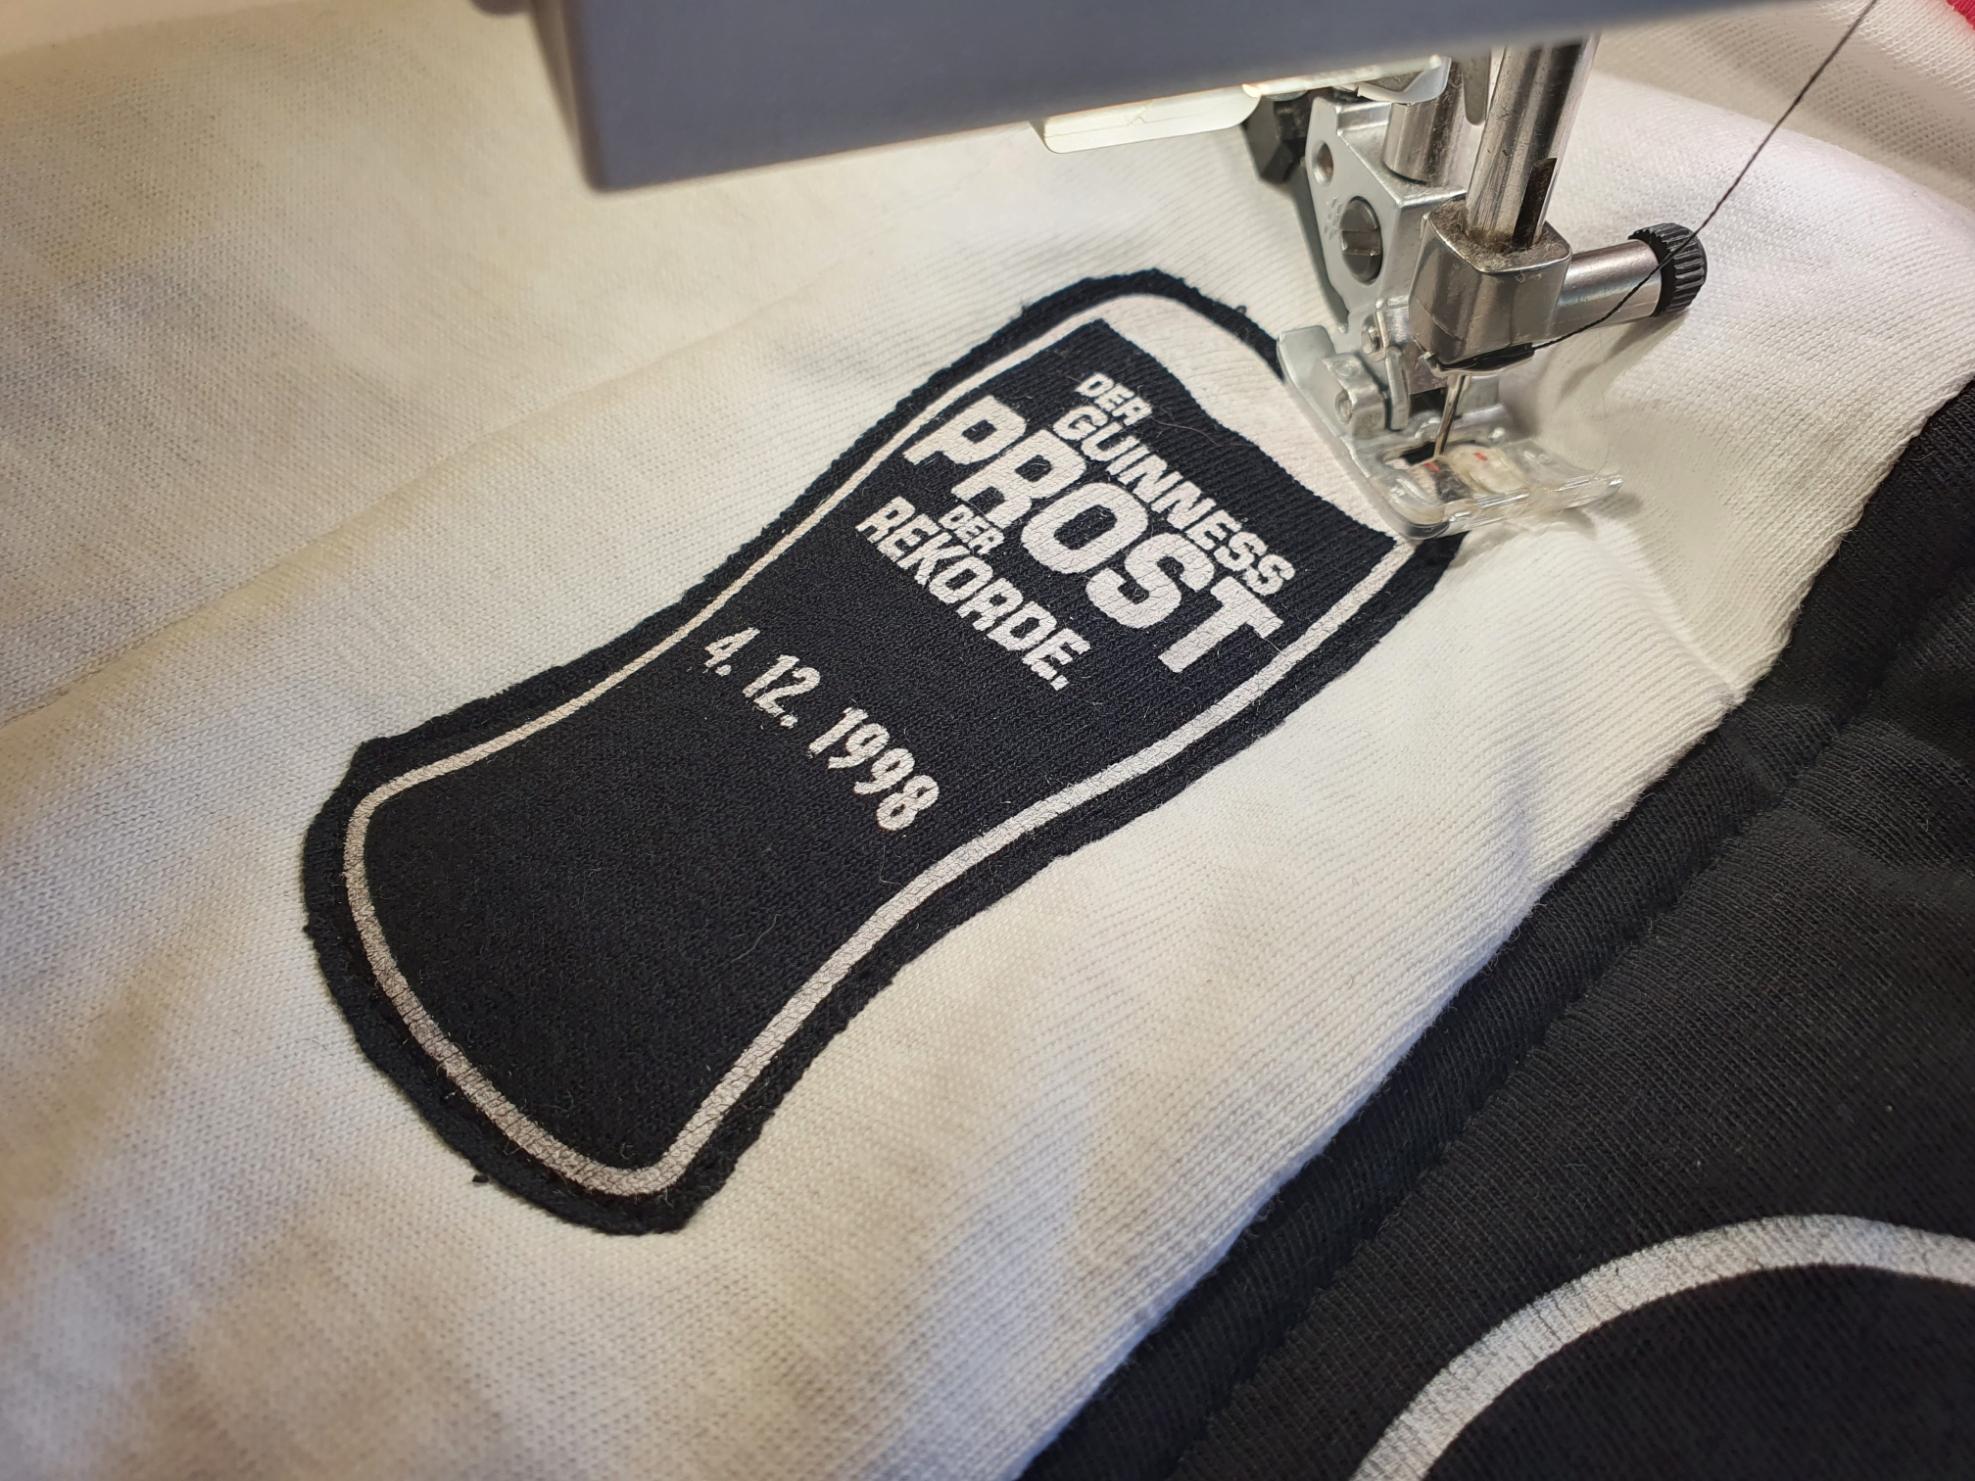 DER
GUINNESS
PROST
DER
REKORDE.
4. 12. 1998